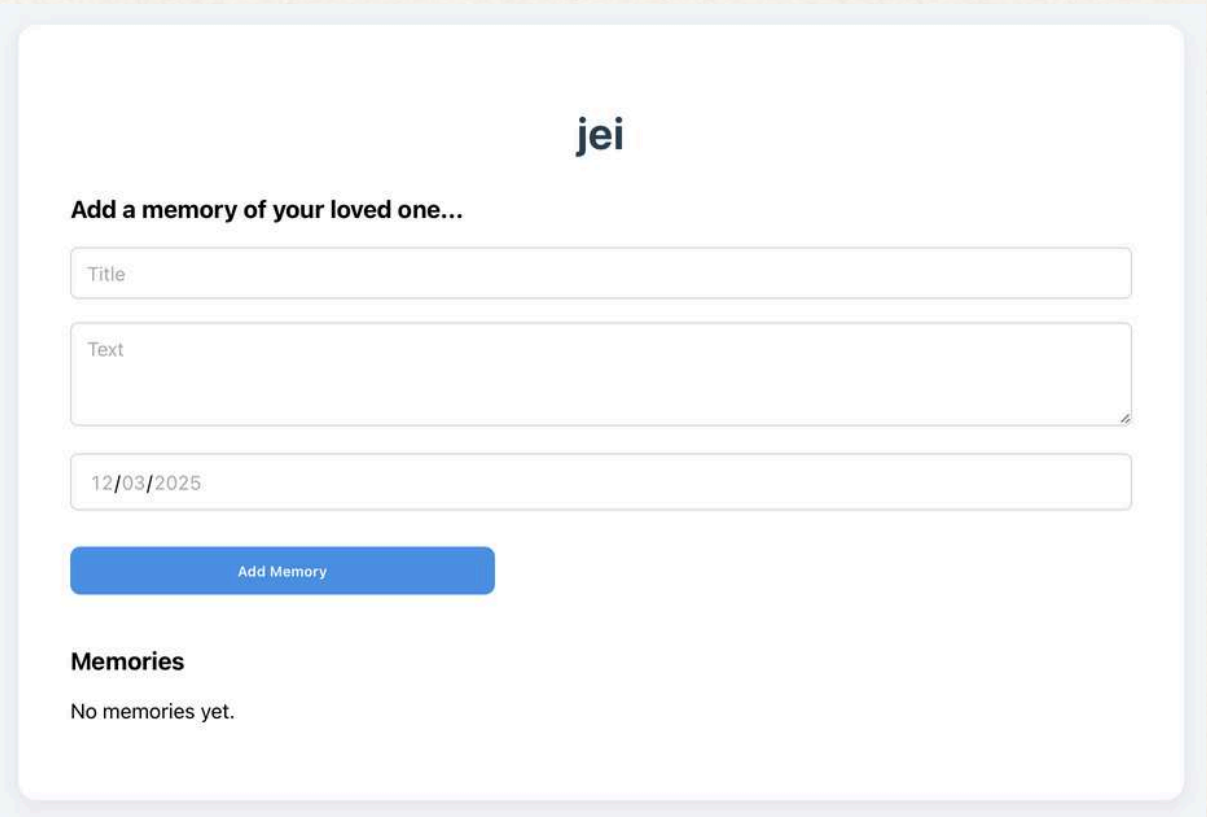 jei
Add a memory of your loved one...
Title
Text
12/03/2025
Add Memory
Memories
No memories yet.